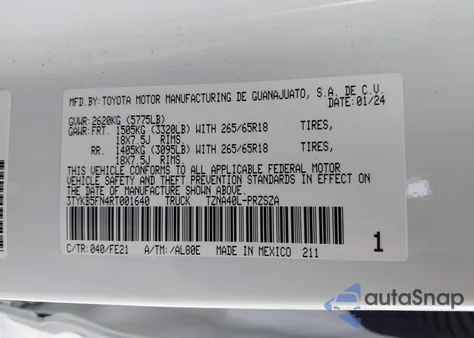 MFD.BY:TOYOTA MOTOR MANUFACTURING DE GUANAJUATO, S.A. DE C.V.
DATE:01/24
GVWR:2620KG (5775LB)
GAWR:FRT. 1505KG (3320LB) WITH 265/65R18 TIRES,
18X7.5J RIMS.
RR. 1405KG (3095LB) WITH 265/65R18 TIRES,
18X7.5J RIMS.
THIS VEHICLE CONFORMS TO ALL APPLICABLE FEDERAL MOTOR
VEHICLE SAFETY AND THEFT PREVENTION STANDARDS IN EFFECT ON
THE DATE OF MANUFACTURE SHOWN ABOVE.
3TYKB5FN4RT001640 TRUCK TZNA40L-PRZSZA
C/TR:040/FE21 A/TM:/AL80E MADE IN MEXICO 211
1
autoSnap